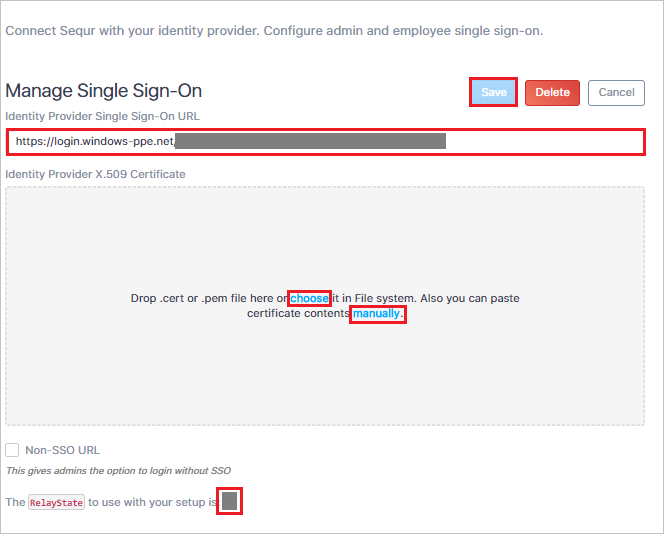 Connect Sequr with your identity provider. Configure admin and employee single sign-on.
Manage Single Sign-On
Save
Delete
Cancel
Identity Provider Single Sign-On URL
https://login.windows-ppe.net/
Identity Provider X.509 Certificate
Drop .cert or .pem file here or choose it in File system. Also you can paste
certificate contents manually.
Non-SSO URL
This gives admins the option to login without SSO
The RelayState to use with your setup is: